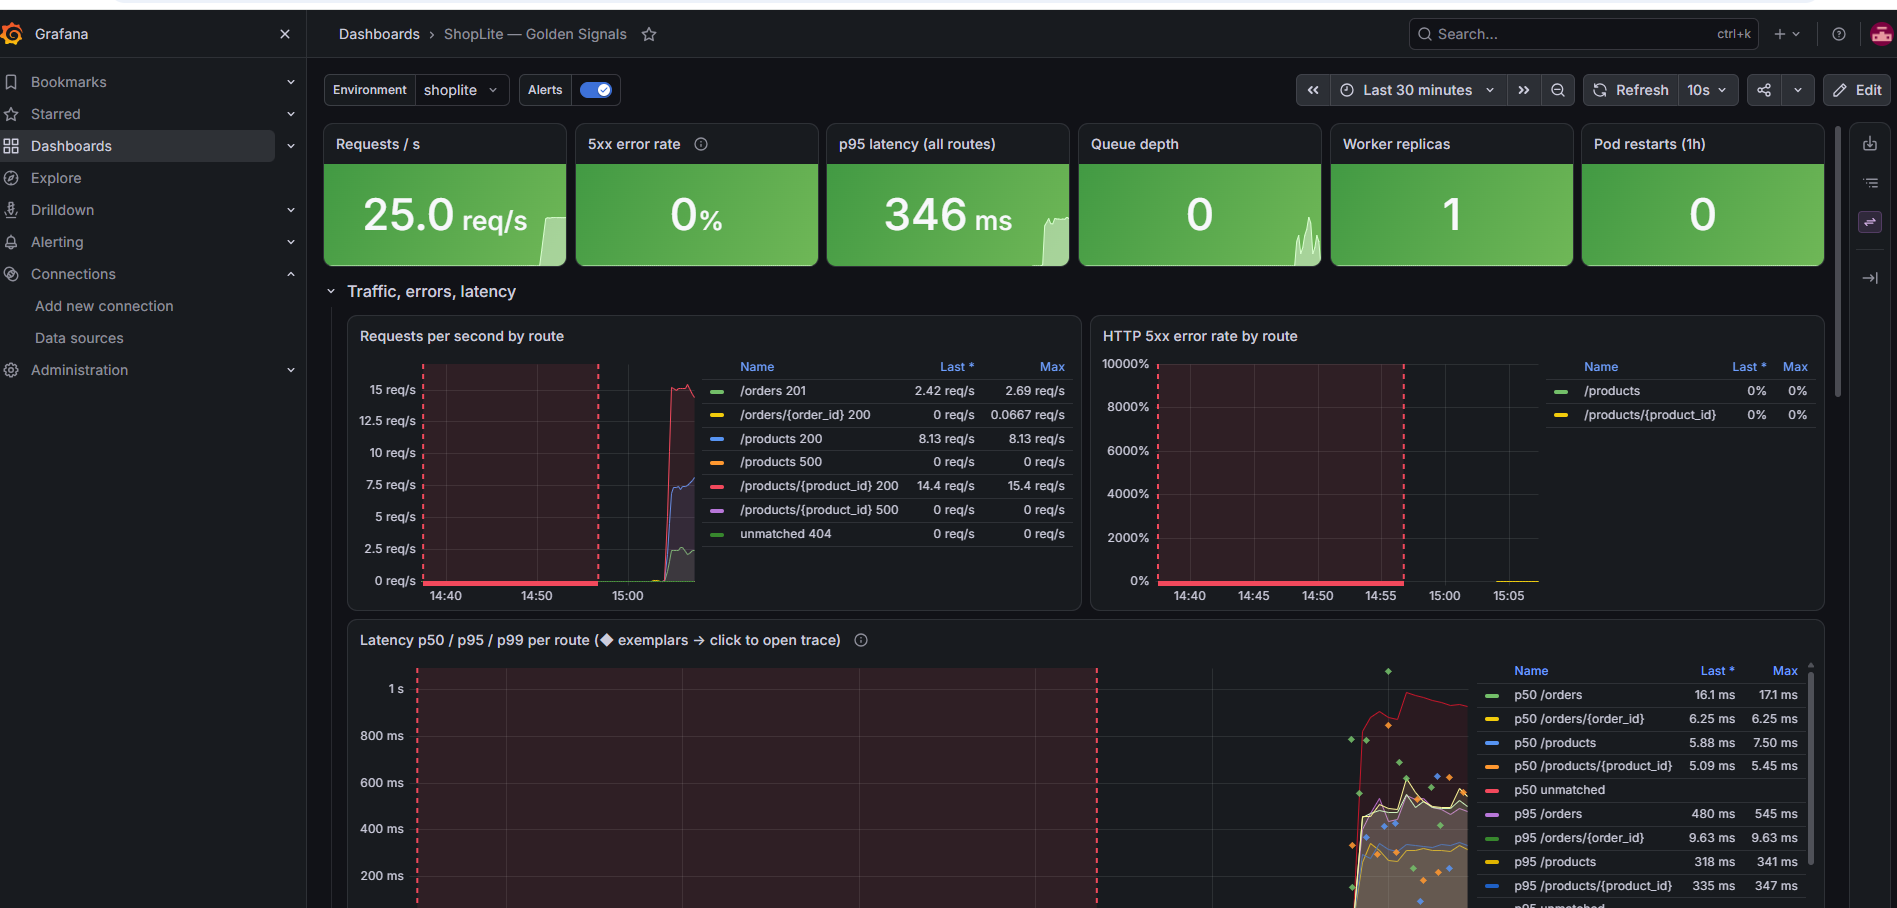 Grafana
Dashboards › ShopLite — Golden Signals
Search...
ctrl+k
Bookmarks
Starred
Dashboards
Explore
Drilldown
Alerting
Connections
Add new connection
Data sources
Administration
Environment
shoplite
Alerts
Last 30 minutes
Refresh
10s
Edit
Requests / s
25.0 req/s
5xx error rate
0%
p95 latency (all routes)
346 ms
Queue depth
0
Worker replicas
1
Pod restarts (1h)
0
Traffic, errors, latency
Requests per second by route
15 req/s
12.5 req/s
10 req/s
7.5 req/s
5 req/s
2.5 req/s
0 req/s
14:40 14:50 15:00
Name Last * Max
/orders 201 2.42 req/s 2.69 req/s
/orders/{order_id} 200 0 req/s 0.0667 req/s
/products 200 8.13 req/s 8.13 req/s
/products 500 0 req/s 0 req/s
/products/{product_id} 200 14.4 req/s 15.4 req/s
/products/{product_id} 500 0 req/s 0 req/s
unmatched 404 0 req/s 0 req/s
HTTP 5xx error rate by route
10000%
8000%
6000%
4000%
2000%
0%
14:40 14:45 14:50 14:55 15:00 15:05
Name Last * Max
/products 0% 0%
/products/{product_id} 0% 0%
Latency p50 / p95 / p99 per route (◆ exemplars → click to open trace)
1 s
800 ms
600 ms
400 ms
200 ms
Name Last * Max
p50 /orders 16.1 ms 17.1 ms
p50 /orders/{order_id} 6.25 ms 6.25 ms
p50 /products 5.88 ms 7.50 ms
p50 /products/{product_id} 5.09 ms 5.45 ms
p50 unmatched
p95 /orders 480 ms 545 ms
p95 /orders/{order_id} 9.63 ms 9.63 ms
p95 /products 318 ms 341 ms
p95 /products/{product_id} 335 ms 347 ms
p95 unmatched